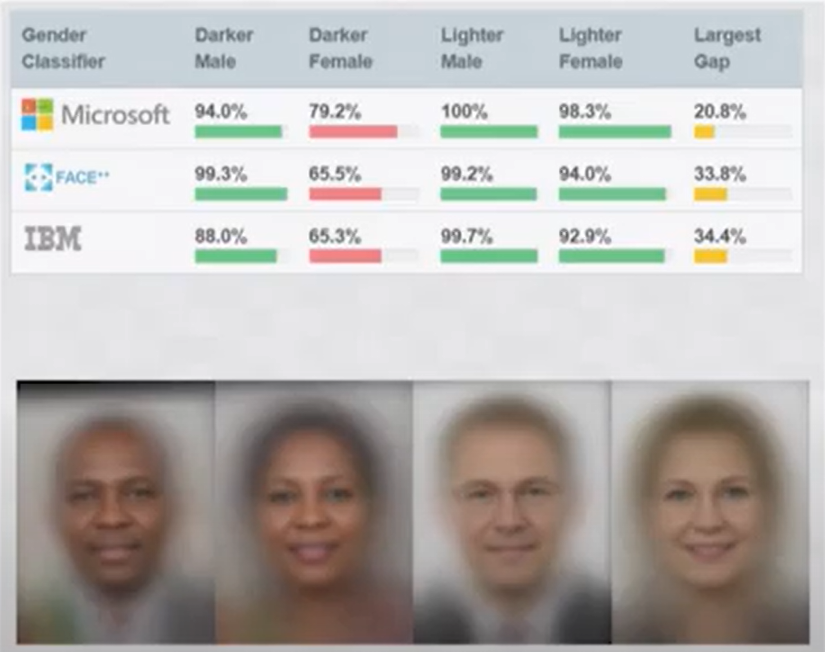 Gender Classifier
Darker Male
Darker Female
Lighter Male
Lighter Female
Largest Gap
Microsoft 94.0% 79.2% 100% 98.3% 20.8%
FACE++ 99.3% 65.5% 99.2% 94.0% 33.8%
IBM 88.0% 65.3% 99.7% 92.9% 34.4%